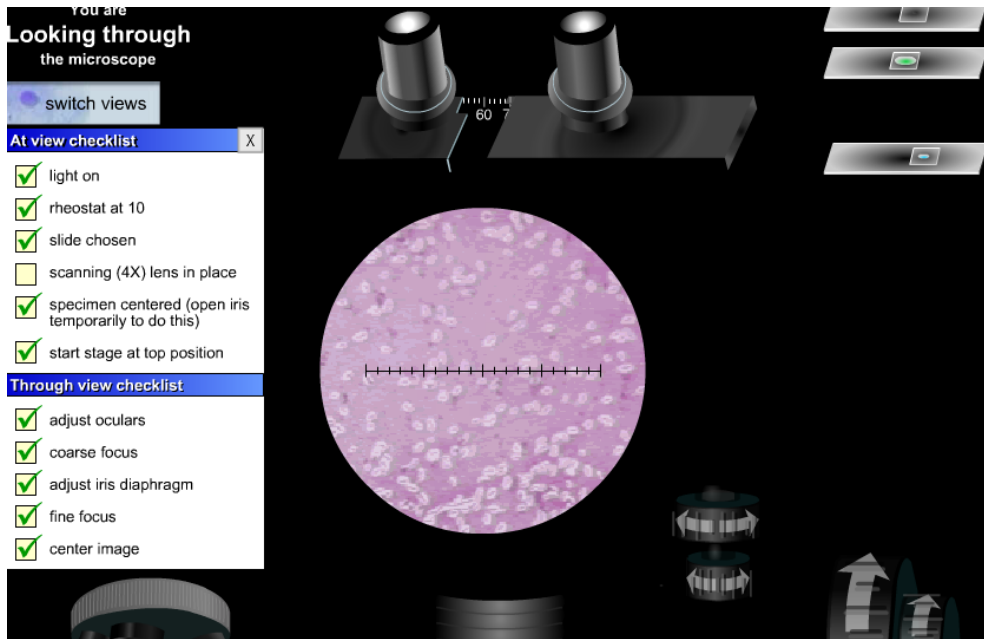 You are
Looking through
the microscope
switch views
At view checklist X
light on
rheostat at 10
slide chosen
scanning (4X) lens in place
specimen centered (open iris
temporarily to do this)
start stage at top position
Through view checklist
adjust oculars
coarse focus
adjust iris diaphragm
fine focus
center image
60 7